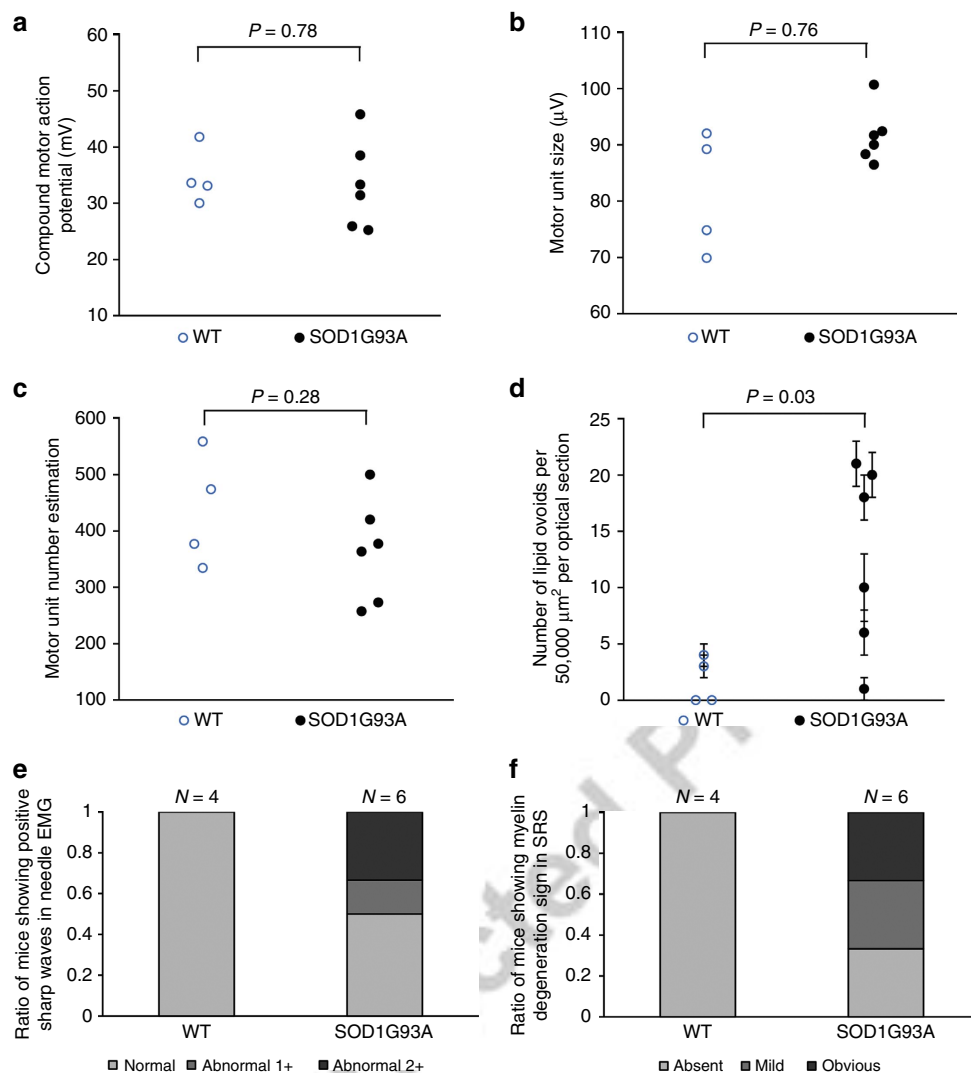 a
60
50
40
30
20
10
Compound motor action
potential (mV)
P = 0.78
WT
SOD1G93A
b
110
100
90
80
70
60
Motor unit size (μV)
P = 0.76
WT
SOD1G93A
c
600
500
400
300
200
100
Motor unit number estimation
P = 0.28
WT
SOD1G93A
d
25
20
15
10
5
0
Number of lipid ovoids per
50,000 μm² per optical section
P = 0.03
WT
SOD1G93A
e
1
0.8
0.6
0.4
0.2
0
Ratio of mice showing positive
sharp waves in needle EMG
N = 4
N = 6
WT
SOD1G93A
Normal Abnormal 1+ Abnormal 2+
f
1
0.8
0.6
0.4
0.2
0
Ratio of mice showing myelin
degeneration sign in SRS
N = 4
N = 6
WT
SOD1G93A
Absent Mild Obvious